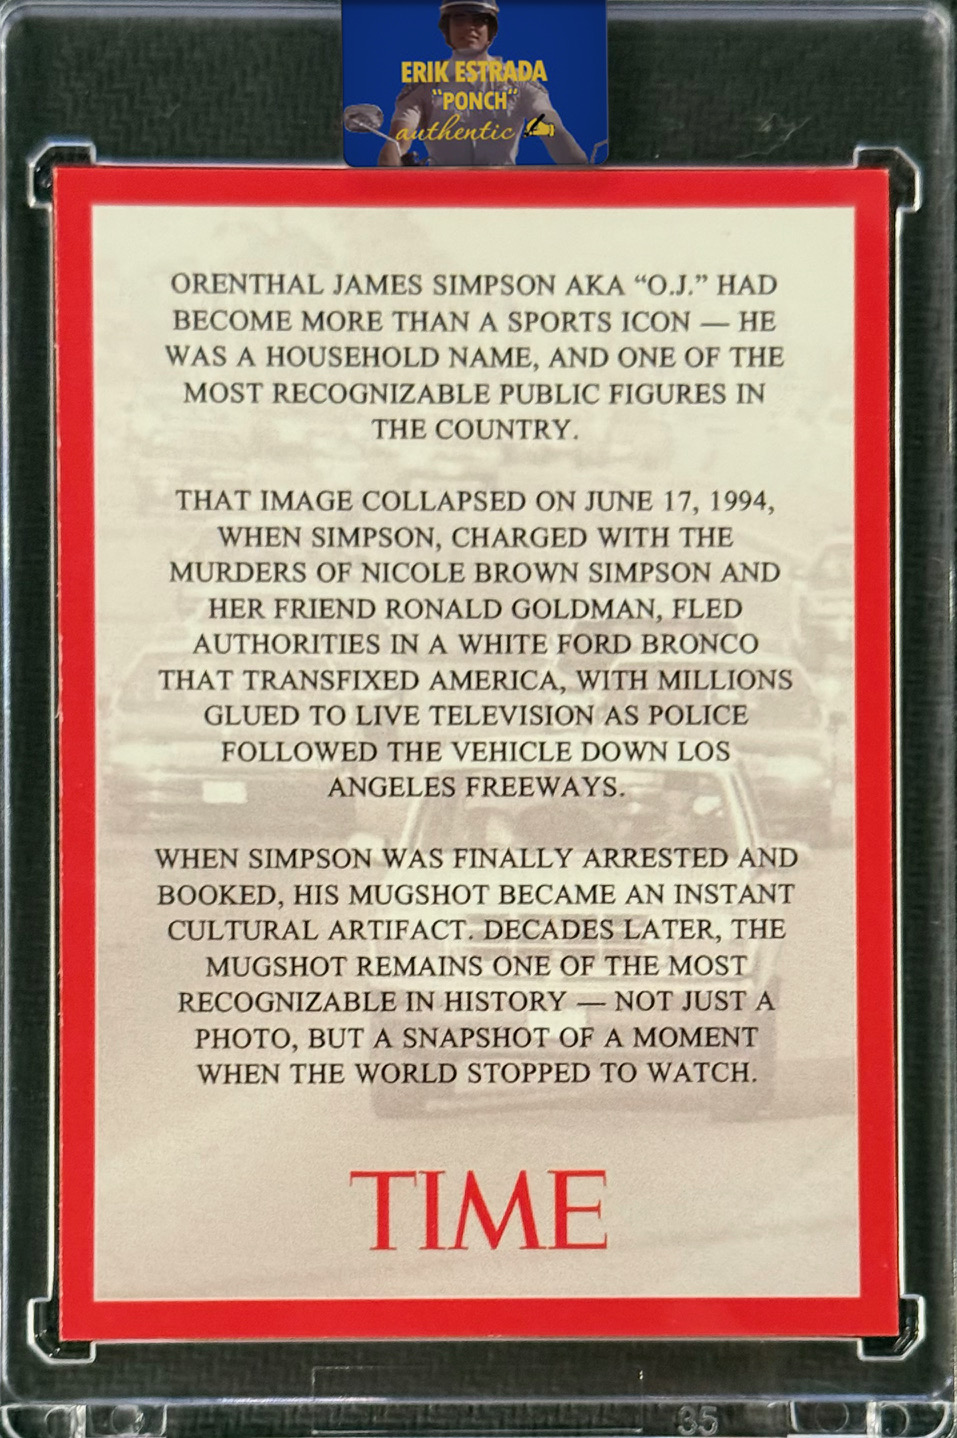 ERIK ESTRADA
"PONCH"
authentic
ORENTHAL JAMES SIMPSON AKA “O.J.” HAD
BECOME MORE THAN A SPORTS ICON — HE
WAS A HOUSEHOLD NAME, AND ONE OF THE
MOST RECOGNIZABLE PUBLIC FIGURES IN
THE COUNTRY.
THAT IMAGE COLLAPSED ON JUNE 17, 1994,
WHEN SIMPSON, CHARGED WITH THE
MURDERS OF NICOLE BROWN SIMPSON AND
HER FRIEND RONALD GOLDMAN, FLED
AUTHORITIES IN A WHITE FORD BRONCO
THAT TRANSFIXED AMERICA, WITH MILLIONS
GLUED TO LIVE TELEVISION AS POLICE
FOLLOWED THE VEHICLE DOWN LOS
ANGELES FREEWAYS.
WHEN SIMPSON WAS FINALLY ARRESTED AND
BOOKED, HIS MUGSHOT BECAME AN INSTANT
CULTURAL ARTIFACT. DECADES LATER, THE
MUGSHOT REMAINS ONE OF THE MOST
RECOGNIZABLE IN HISTORY — NOT JUST A
PHOTO, BUT A SNAPSHOT OF A MOMENT
WHEN THE WORLD STOPPED TO WATCH.
TIME
35